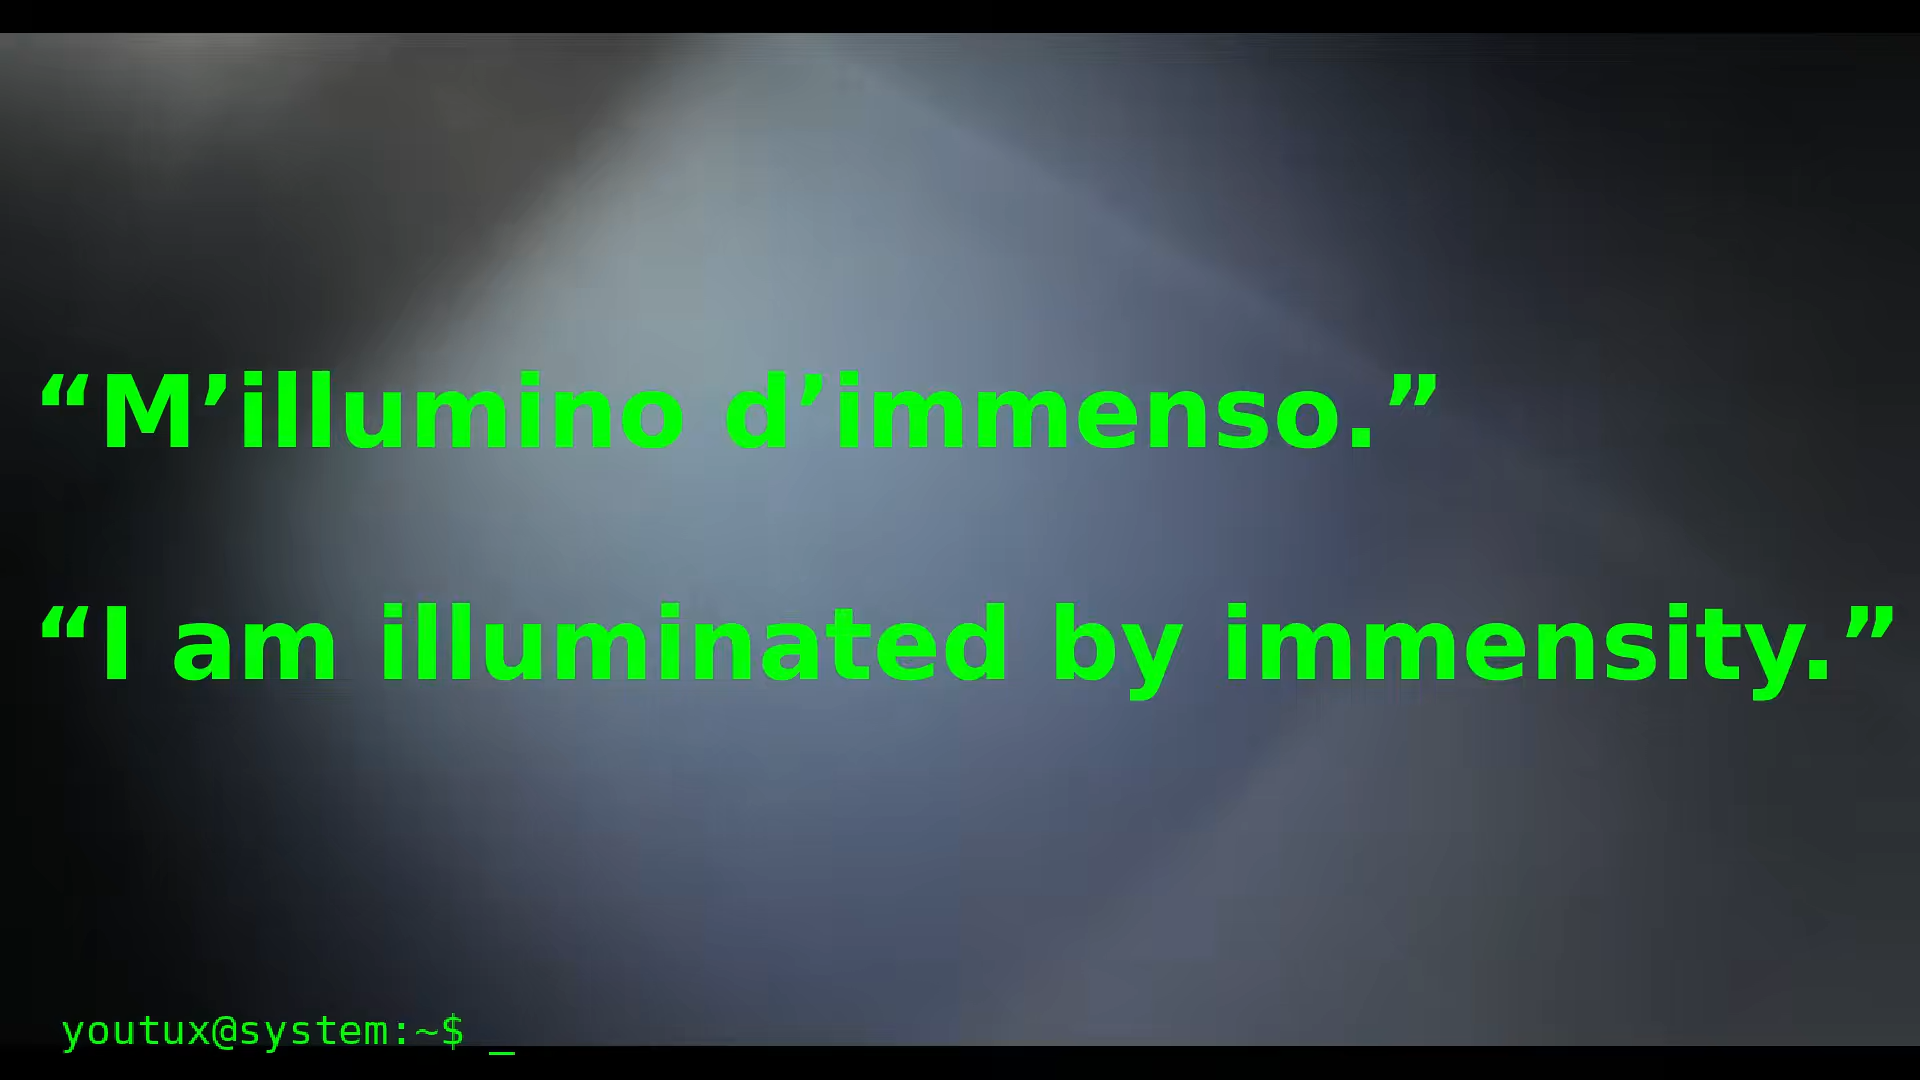 “M’illumino d’immenso.”
“I am illuminated by immensity.”
youtux@system:~$ _